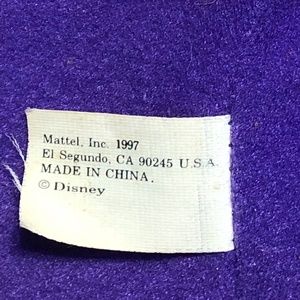 Mattel, Inc. 1997
El Segundo, CA 90245 U.S.A.
MADE IN CHINA.
© Disney